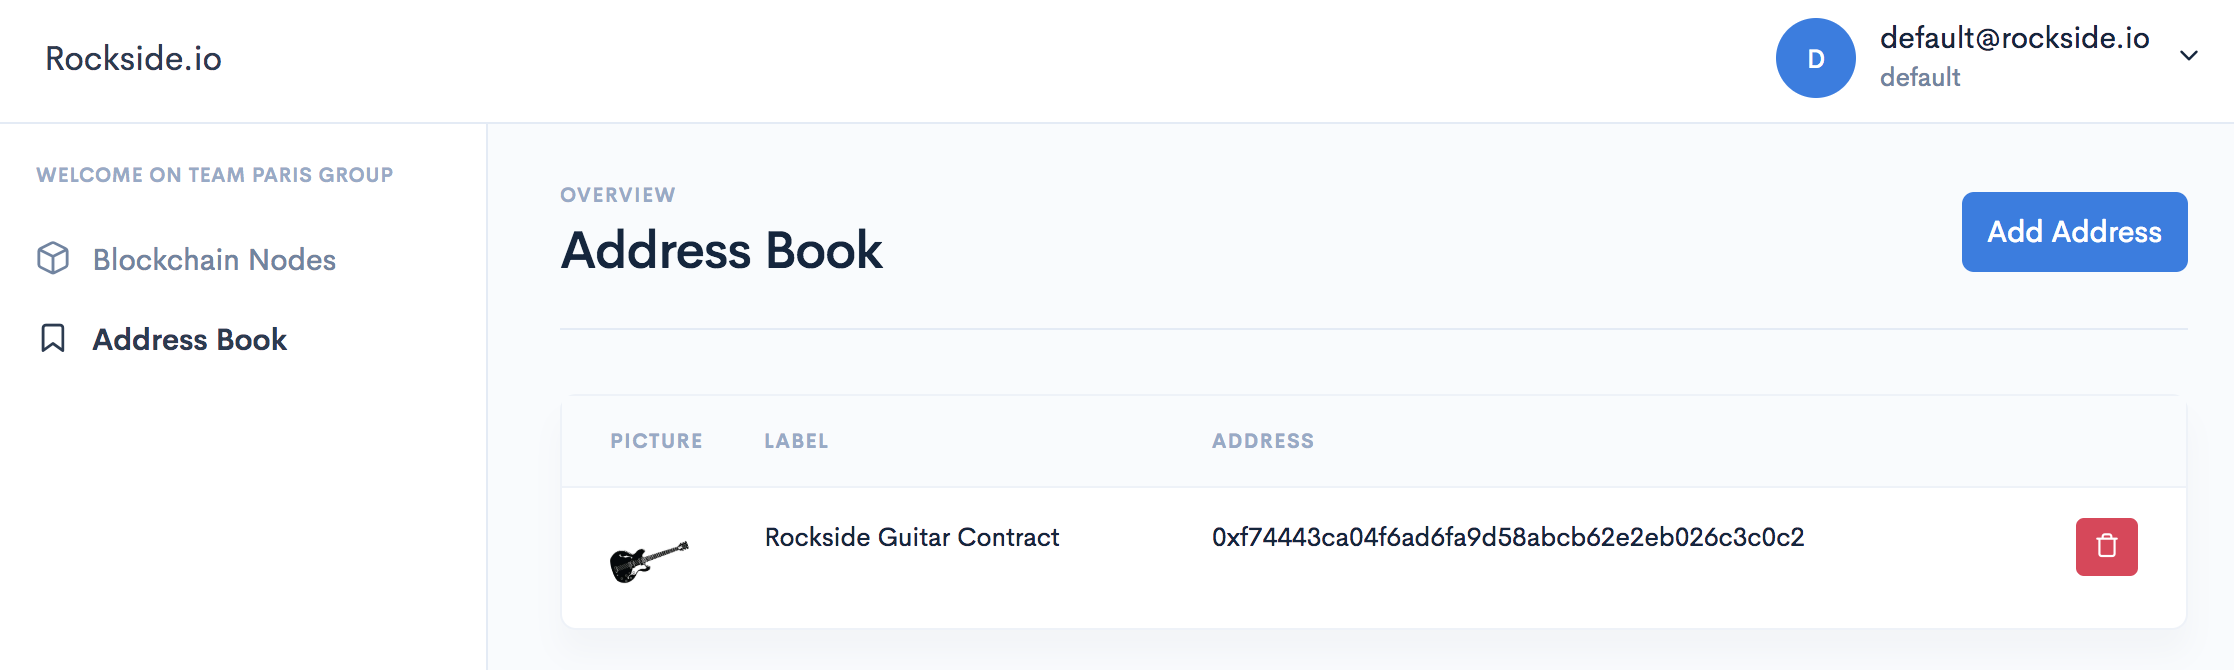 Rockside.io
D
default@rockside.io
default
WELCOME ON TEAM PARIS GROUP
Blockchain Nodes
Address Book
OVERVIEW
Address Book
Add Address
PICTURE LABEL ADDRESS
Rockside Guitar Contract 0xf74443ca04f6ad6fa9d58abcb62e2eb026c3c0c2